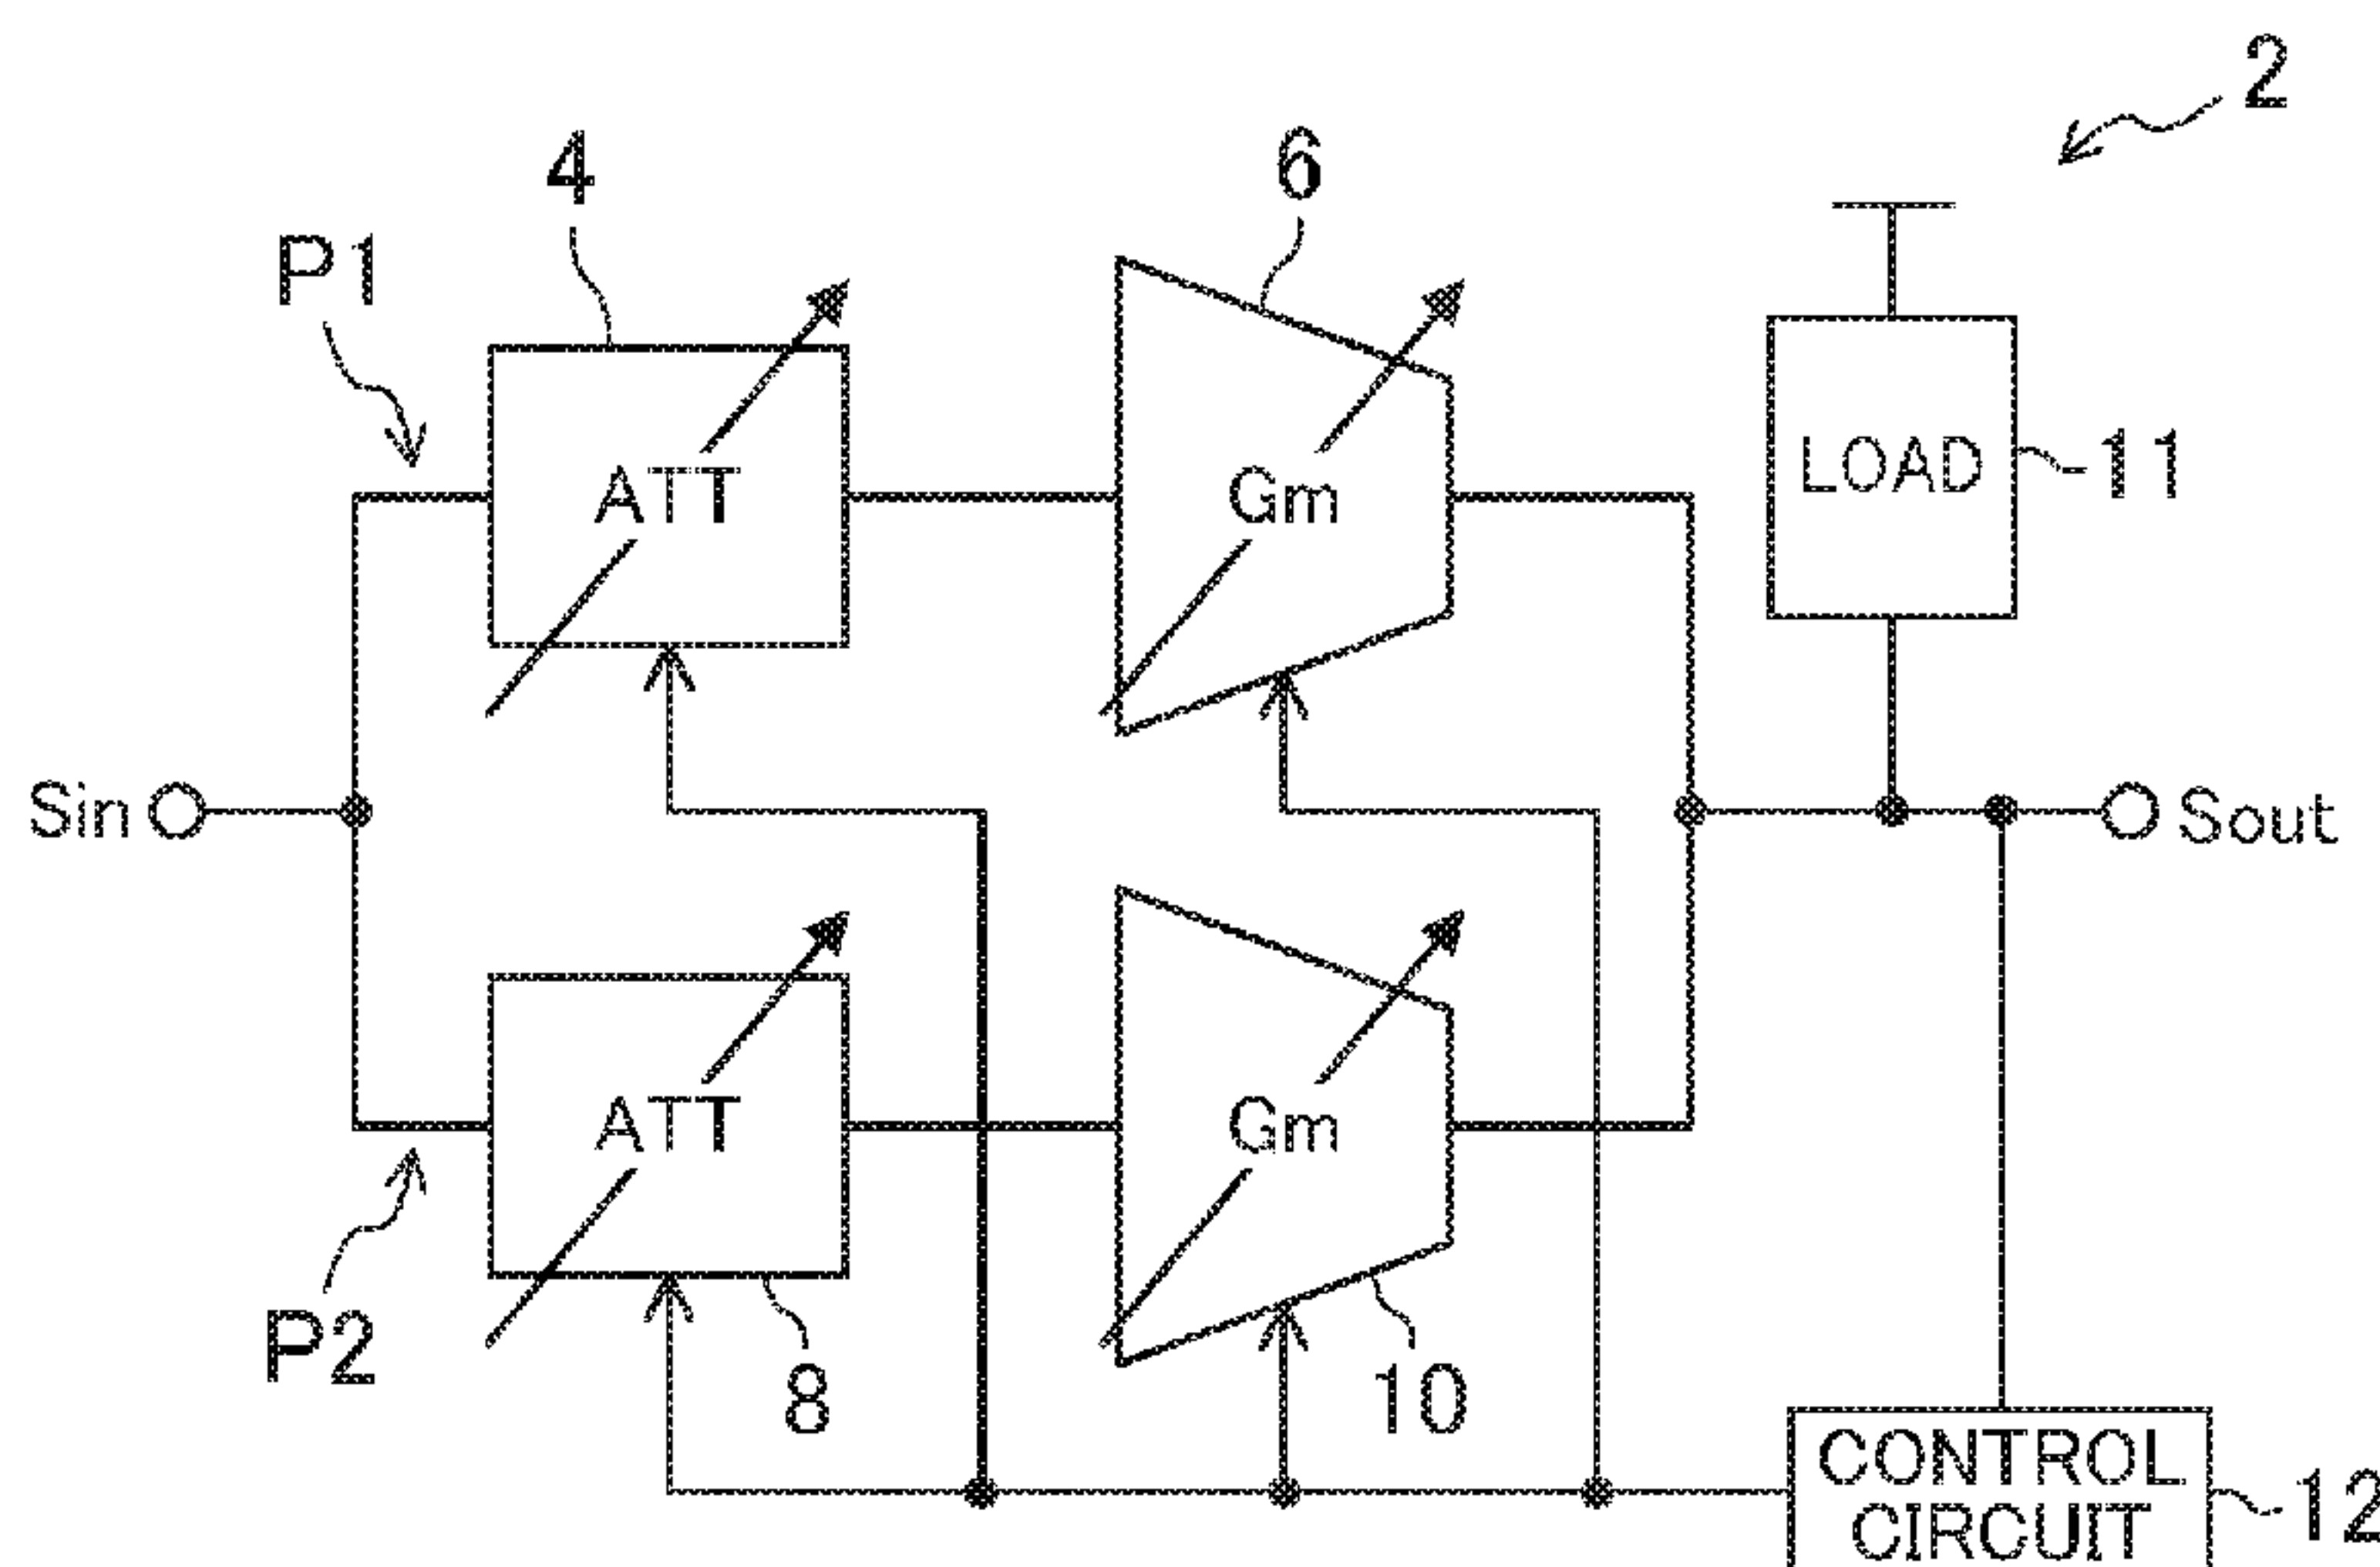 2
4
6
P1
ATT
Gm
LOAD
11
Sin
Sout
ATT
Gm
P2
8
10
CONTROL
CIRCUIT
12